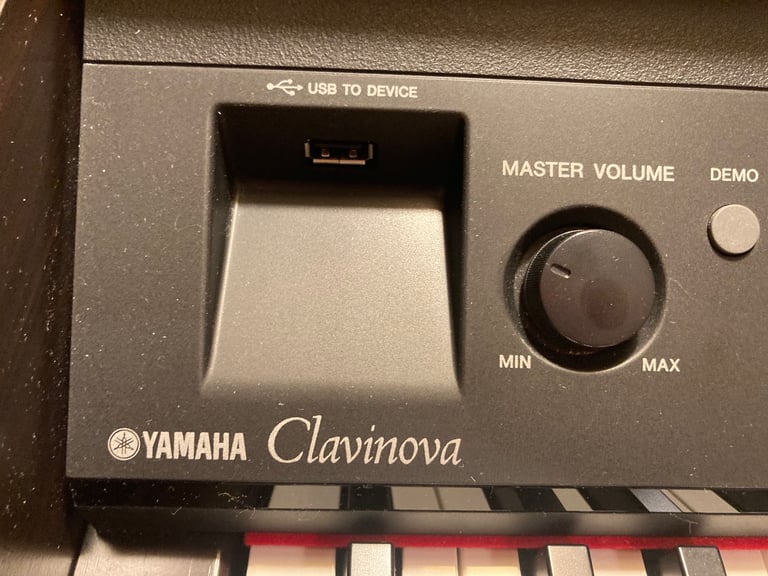 USB TO DEVICE
MASTER VOLUME
DEMO
MIN
MAX
YAMAHA Clavinova